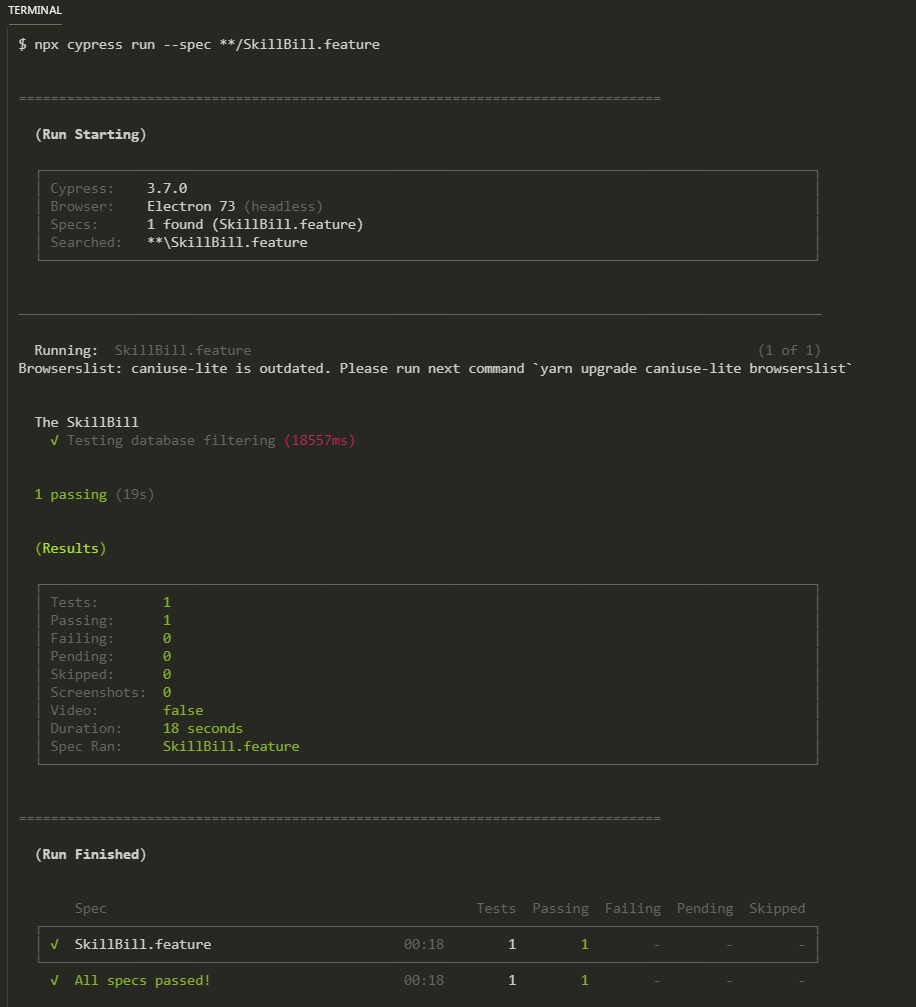 TERMINAL
$ npx cypress run --spec **/SkillBill.feature
================================================================================
(Run Starting)
Cypress: 3.7.0
Browser: Electron 73 (headless)
Specs: 1 found (SkillBill.feature)
Searched: **\SkillBill.feature
Running: SkillBill.feature (1 of 1)
Browserslist: caniuse-lite is outdated. Please run next command `yarn upgrade caniuse-lite browserslist`
The SkillBill
√ Testing database filtering (18557ms)
1 passing (19s)
(Results)
Tests: 1
Passing: 1
Failing: 0
Pending: 0
Skipped: 0
Screenshots: 0
Video: false
Duration: 18 seconds
Spec Ran: SkillBill.feature
================================================================================
(Run Finished)
Spec Tests Passing Failing Pending Skipped
√ SkillBill.feature 00:18 1 1 - - -
√ All specs passed! 00:18 1 1 - - -